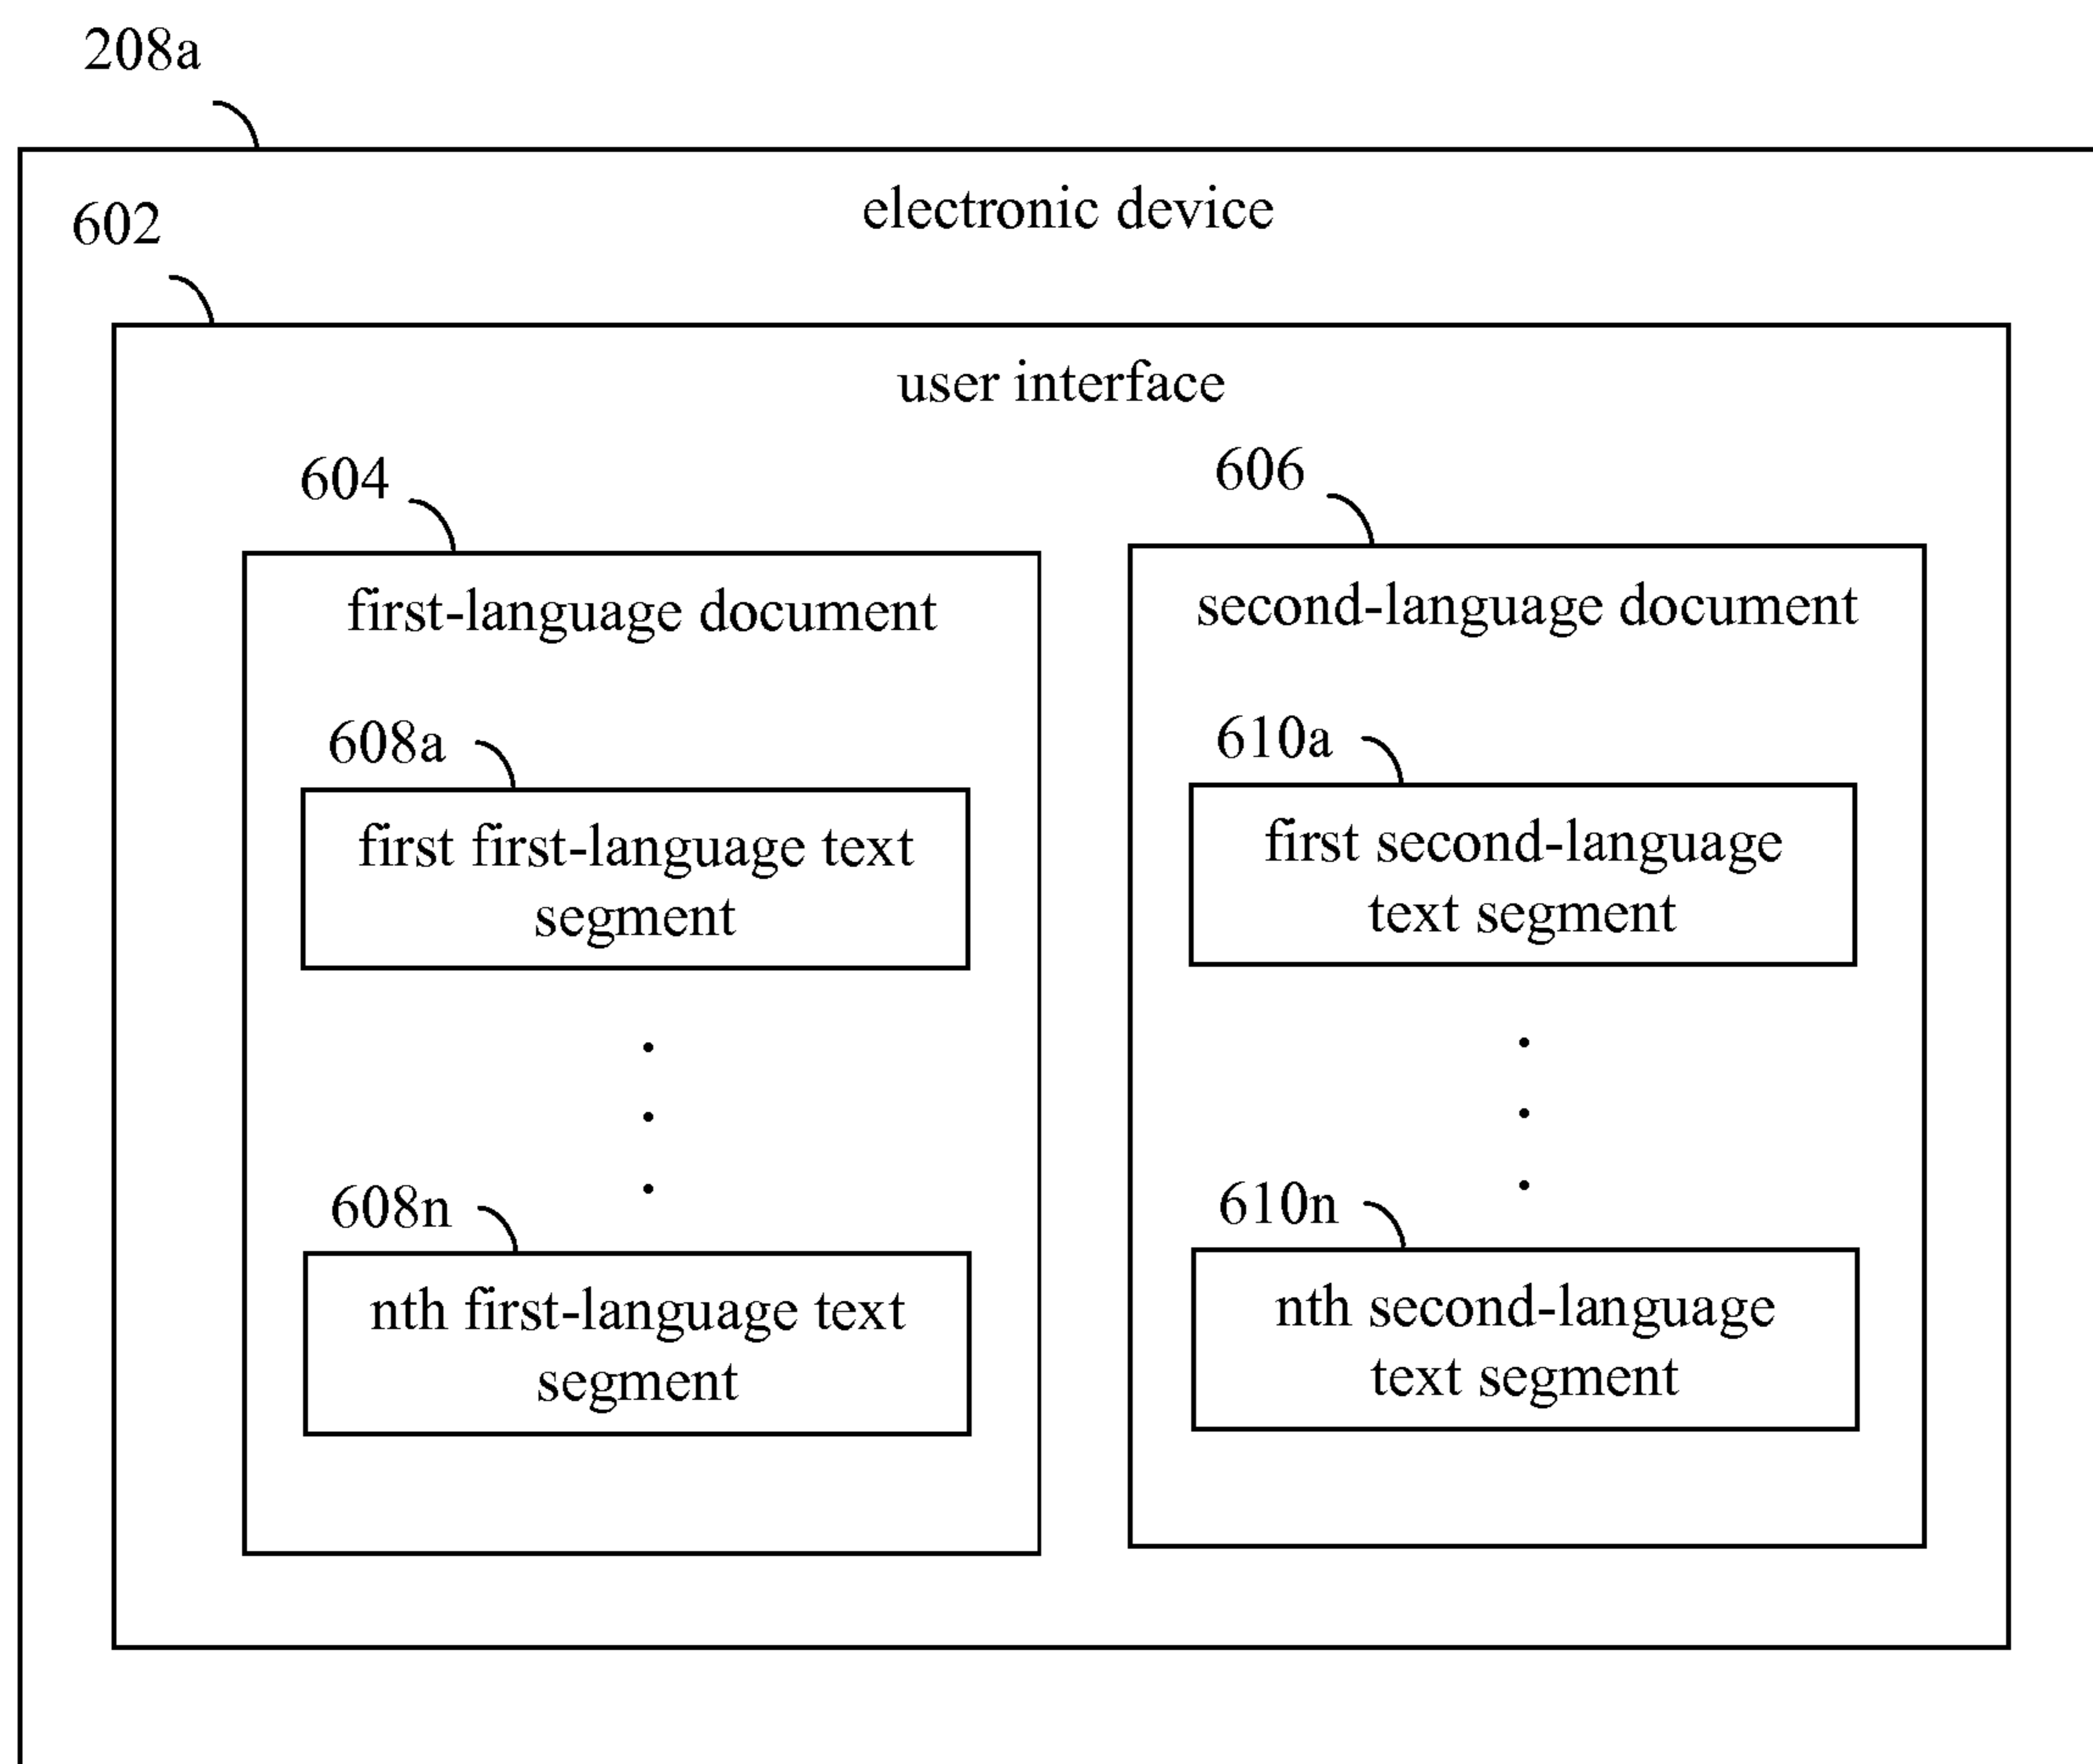 208a
electronic device
602
user interface
604
606
first-language document
second-language document
608a
610a
first first-language text
segment
first second-language
text segment
.
.
.
.
.
.
608n
610n
nth first-language text
segment
nth second-language
text segment